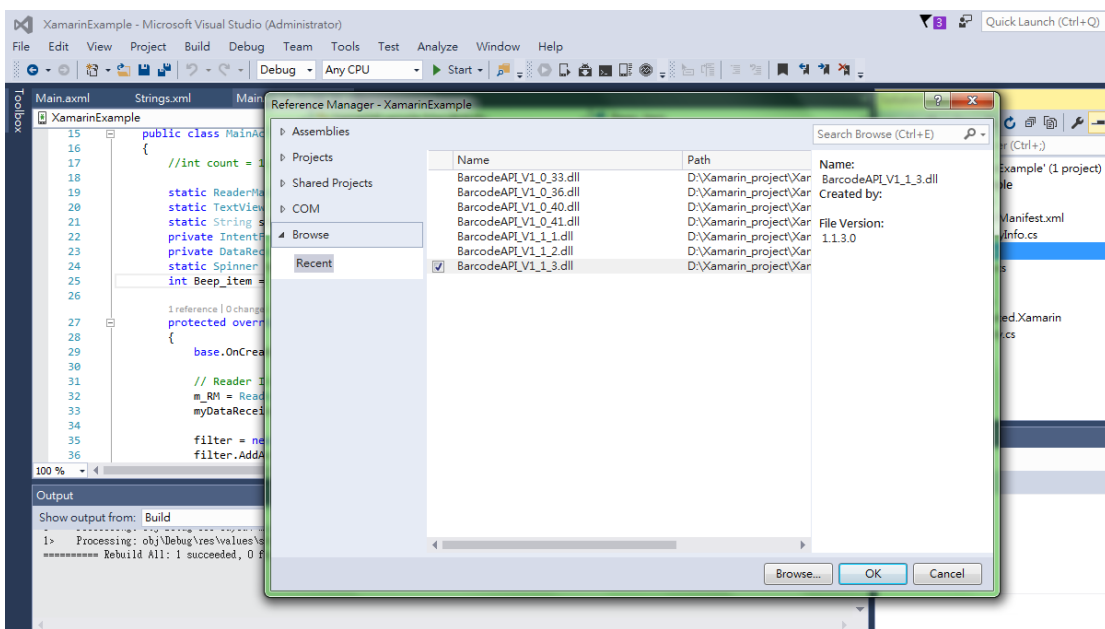 XamarinExample - Microsoft Visual Studio (Administrator)
3
Quick Launch (Ctrl+Q)
File Edit View Project Build Debug Team Tools Test Analyze Window Help
Debug Any CPU Start
Toolbox
Main.axml Strings.xml Main
XamarinExample
15 public class MainAc
16 {
17 //int count = 1
18
19 static ReaderMa
20 static TextView
21 static String s
22 private IntentF
23 private DataRec
24 static Spinner
25 int Beep_item =
26
1 reference | 0 change
27 protected overr
28 {
29 base.OnCrea
30
31 // Reader I
32 m_RM = Read
33 myDataRecei
34
35 filter = ne
36 filter.AddA
100 %
Output
Show output from: Build
1> Processing: obj\Debug\res\values\s
========== Rebuild All: 1 succeeded, 0 f
Reference Manager - XamarinExample
Assemblies
Projects
Shared Projects
COM
Browse
Recent
Search Browse (Ctrl+E)
Name Path
BarcodeAPI_V1_0_33.dll D:\Xamarin_project\Xar
BarcodeAPI_V1_0_36.dll D:\Xamarin_project\Xar
BarcodeAPI_V1_0_40.dll D:\Xamarin_project\Xar
BarcodeAPI_V1_0_41.dll D:\Xamarin_project\Xar
BarcodeAPI_V1_1_1.dll D:\Xamarin_project\Xar
BarcodeAPI_V1_1_2.dll D:\Xamarin_project\Xar
BarcodeAPI_V1_1_3.dll D:\Xamarin_project\Xar
Name:
BarcodeAPI_V1_1_3.dll
Created by:
File Version:
1.1.3.0
Browse... OK Cancel
er (Ctrl+;)
Example' (1 project)
ple
Manifest.xml
yInfo.cs
s
ed.Xamarin
y.cs